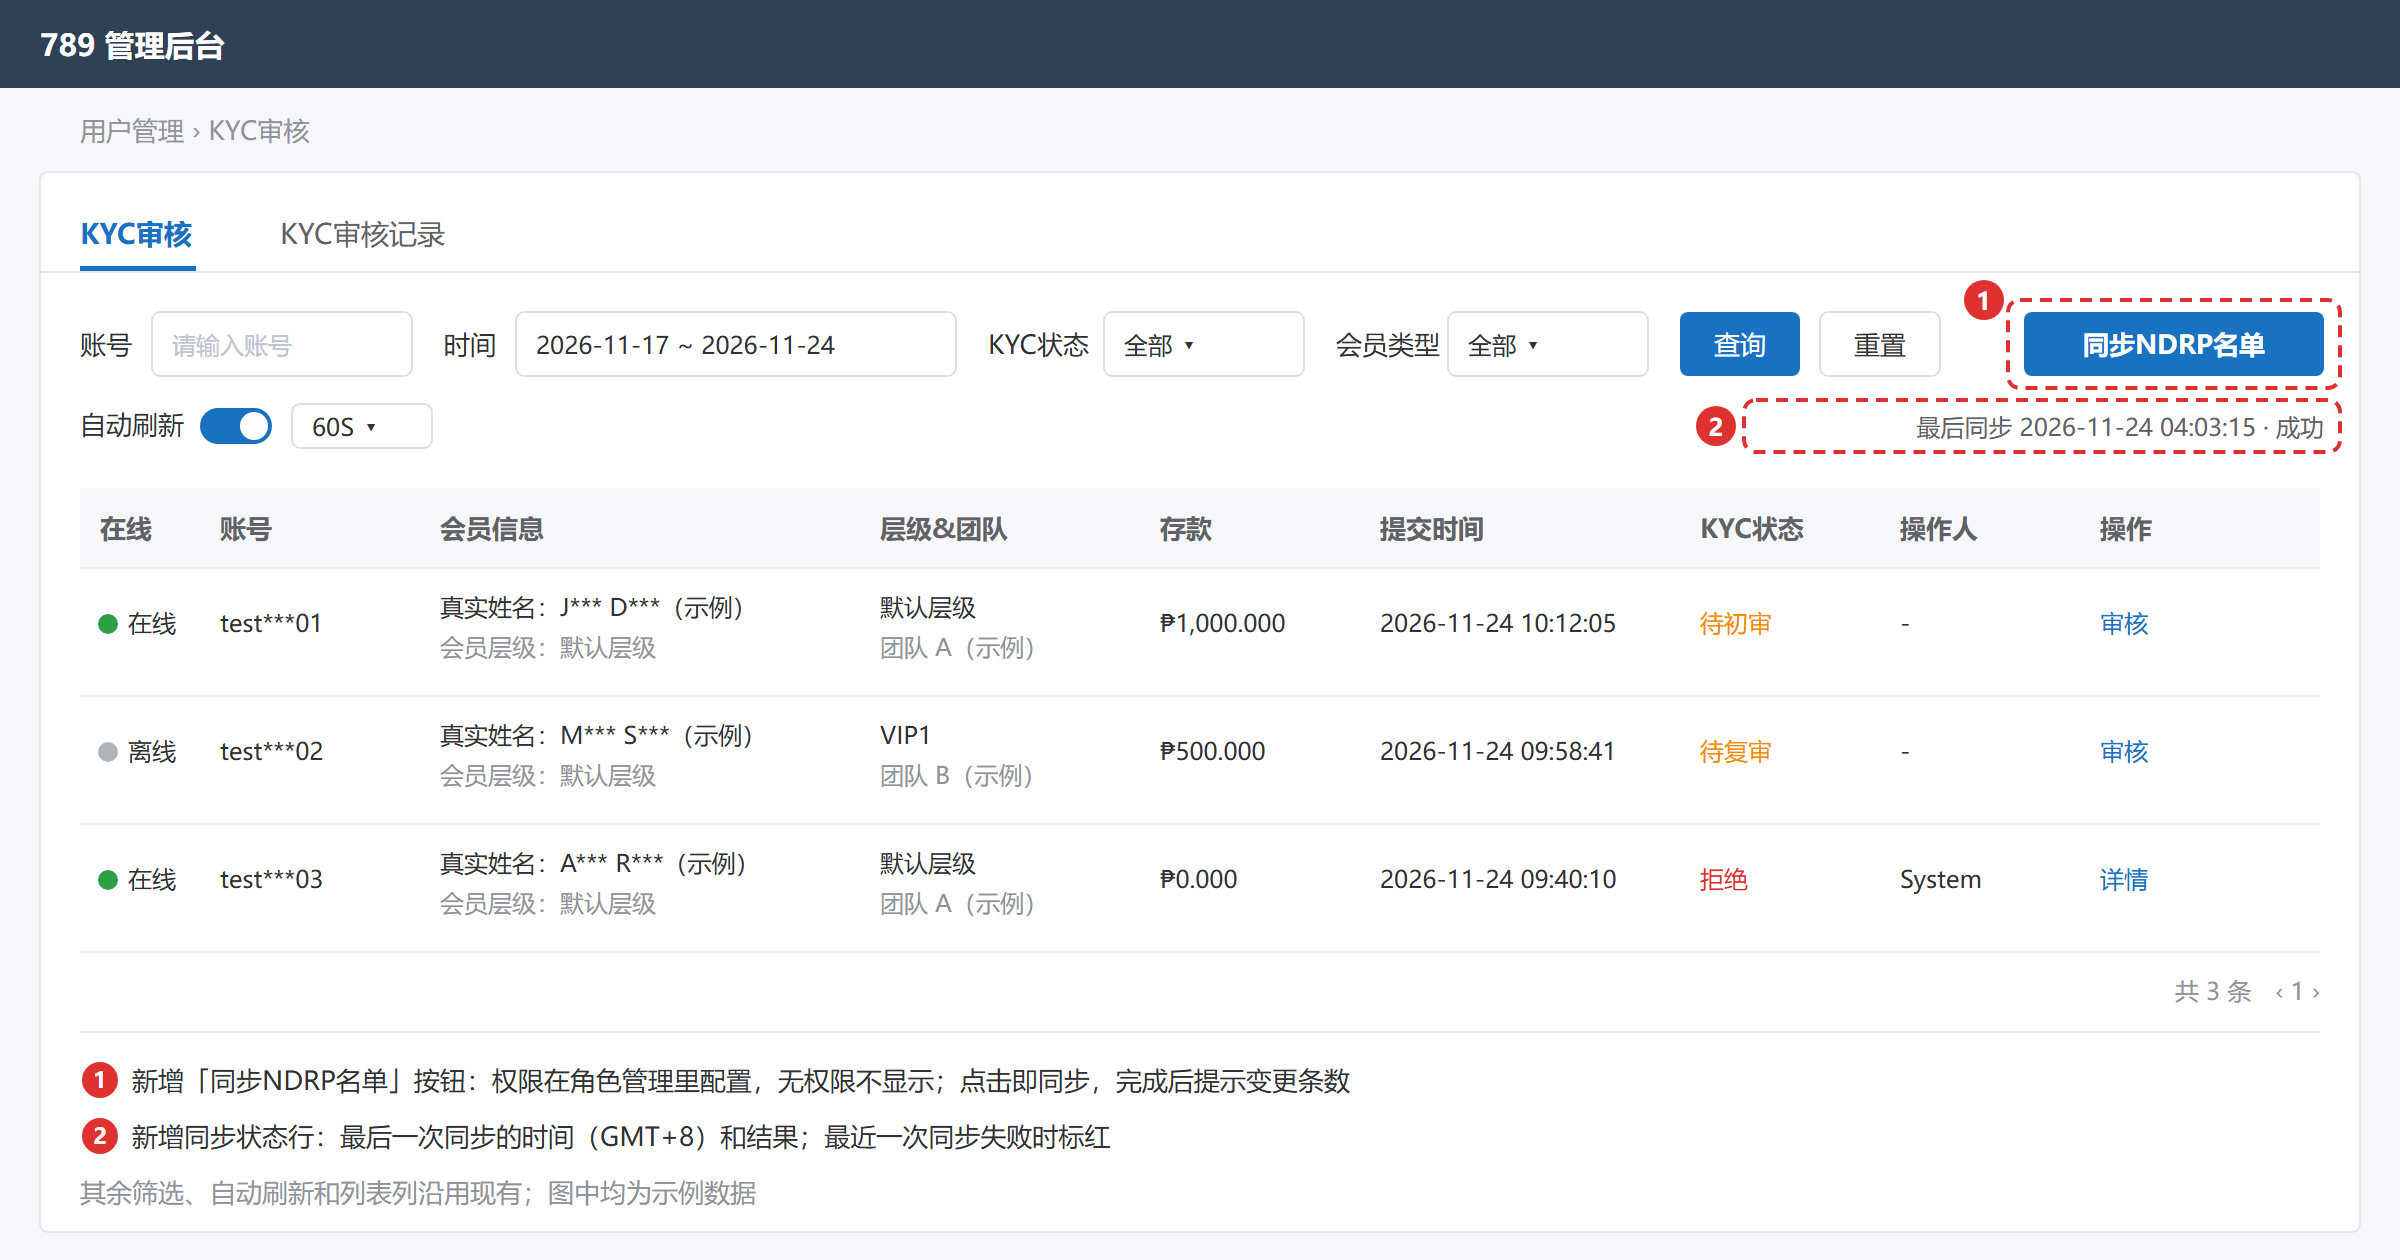 789 管理后台
用户管理 › KYC审核
KYC审核 KYC审核记录
1
账号 请输入账号 时间 2026-11-17 ~ 2026-11-24 KYC状态 全部 ▾ 会员类型 全部 ▾ 查询 重置 同步NDRP名单
自动刷新 60S ▾ 2 最后同步 2026-11-24 04:03:15 · 成功
在线 账号 会员信息 层级&团队 存款 提交时间 KYC状态 操作人 操作
真实姓名：J*** D***（示例） 默认层级
在线 test***01 ₱1,000.000 2026-11-24 10:12:05 待初审 - 审核
会员层级：默认层级 团队 A（示例）
真实姓名：M*** S***（示例） VIP1
离线 test***02 ₱500.000 2026-11-24 09:58:41 待复审 - 审核
会员层级：默认层级 团队 B（示例）
真实姓名：A*** R***（示例） 默认层级
在线 test***03 ₱0.000 2026-11-24 09:40:10 拒绝 System 详情
会员层级：默认层级 团队 A（示例）
共 3 条 ‹ 1 ›
1 新增「同步NDRP名单」按钮：权限在角色管理里配置，无权限不显示；点击即同步，完成后提示变更条数
2 新增同步状态行：最后一次同步的时间（GMT+8）和结果；最近一次同步失败时标红
其余筛选、自动刷新和列表列沿用现有；图中均为示例数据